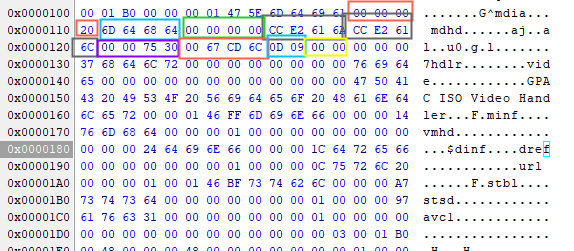 0x0000100 00 01 B0 00 00 00 01 47 5E 6D 64 69 61 00 00 00 .......G^mdia...
0x0000110 20 6D 64 68 64 00 00 00 00 CC E2 61 6A CC E2 61 mdhd......aj..a
0x0000120 6C 00 00 75 30 00 67 CD 6C 0D 99 00 00 00 00 00 l..u0.g.l.......
0x0000130 37 68 64 6C 72 00 00 00 00 00 00 00 00 76 69 64 7hdlr........vid
0x0000140 65 00 00 00 00 00 00 00 00 00 00 00 00 47 50 41 e............GPA
0x0000150 43 20 49 53 4F 20 56 69 64 65 6F 20 48 61 6E 64 C ISO Video Hand
0x0000160 6C 65 72 00 00 01 46 FF 6D 69 6E 66 00 00 00 14 ler...F.minf....
0x0000170 76 6D 68 64 00 00 00 01 00 00 00 00 00 00 00 00 vmhd............
0x0000180 00 00 00 24 64 69 6E 66 00 00 00 1C 64 72 65 66 ...$dinf....dref
0x0000190 00 00 00 00 00 00 00 01 00 00 00 0C 75 72 6C 20 ............url
0x00001A0 00 00 00 01 00 01 46 BF 73 74 62 6C 00 00 00 A7 ......F.stbl....
0x00001B0 73 74 73 64 00 00 00 00 00 00 00 01 00 00 00 97 stsd............
0x00001C0 61 76 63 31 00 00 00 00 00 00 00 01 00 00 00 00 avc1............
0x00001D0 00 00 00 00 00 00 00 00 00 00 00 00 03 00 01 B0 ................